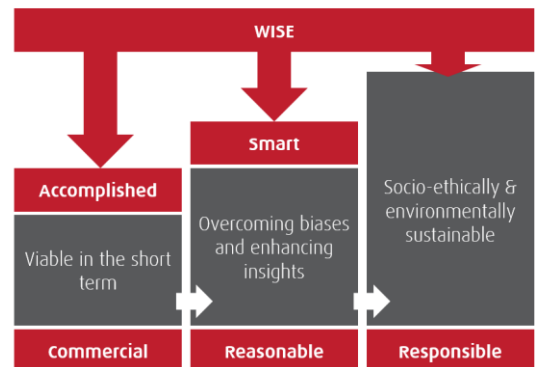 WISE
Accomplished
Viable in the short
term
Commercial
Smart
Overcoming biases
and enhancing
insights
Reasonable
Socio-ethically &
environmentally
sustainable
Responsible